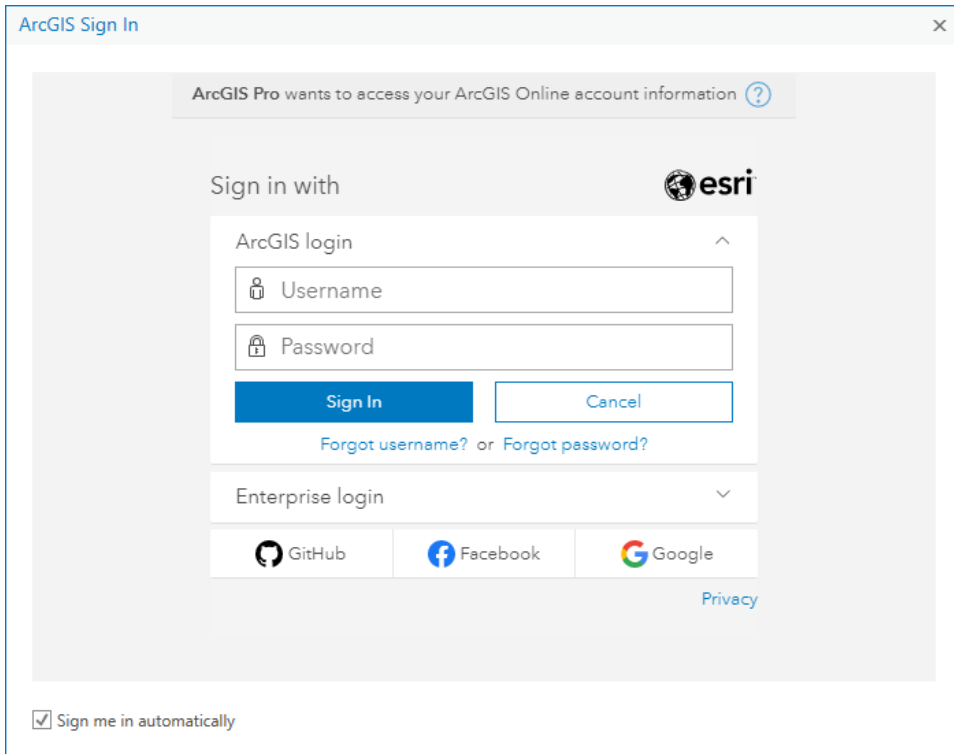 ArcGIS Sign In
ArcGIS Pro wants to access your ArcGIS Online account information ?
Sign in with
esri
ArcGIS login
Username
Password
Sign In Cancel
Forgot username? or Forgot password?
Enterprise login
GitHub Facebook Google
Privacy
Sign me in automatically